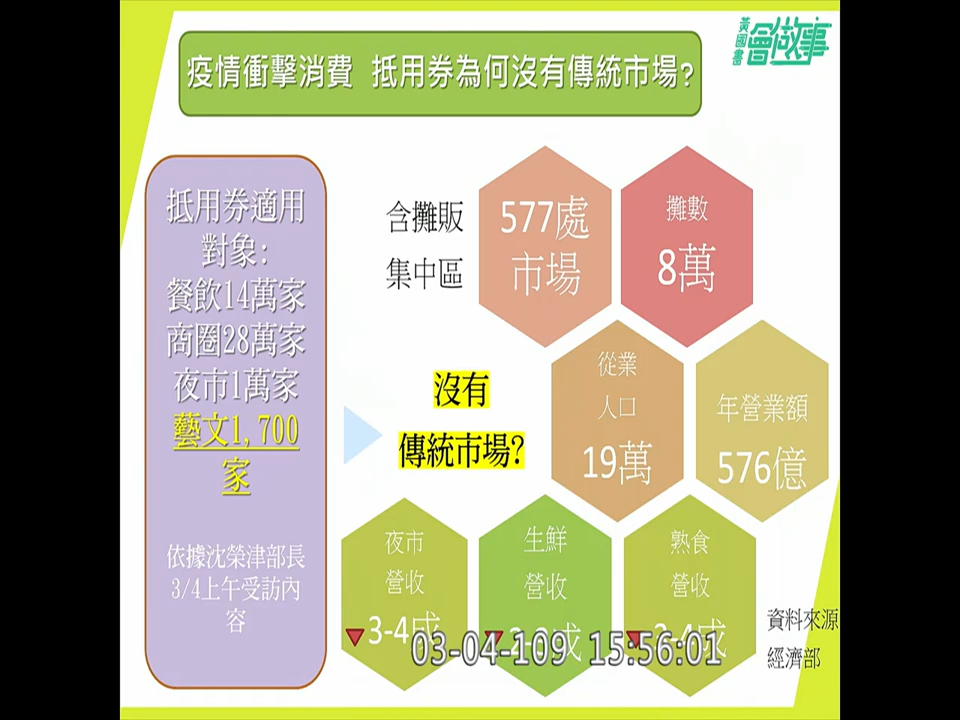 黃國書
會做事
疫情衝擊消費 抵用券為何沒有傳統市場?
抵用券適用
對象:
餐飲14萬家
商圈28萬家
夜市1萬家
藝文1,700
家
依據沈榮津部長
3/4上午受訪內
容
含攤販
集中區
577處
市場
攤數
8萬
沒有
傳統市場?
從業
人口
19萬
年營業額
576億
夜市
營收
3-4成
生鮮
營收
熟食
營收
3-4成
資料來源
經濟部
03-04-109 15:56:01